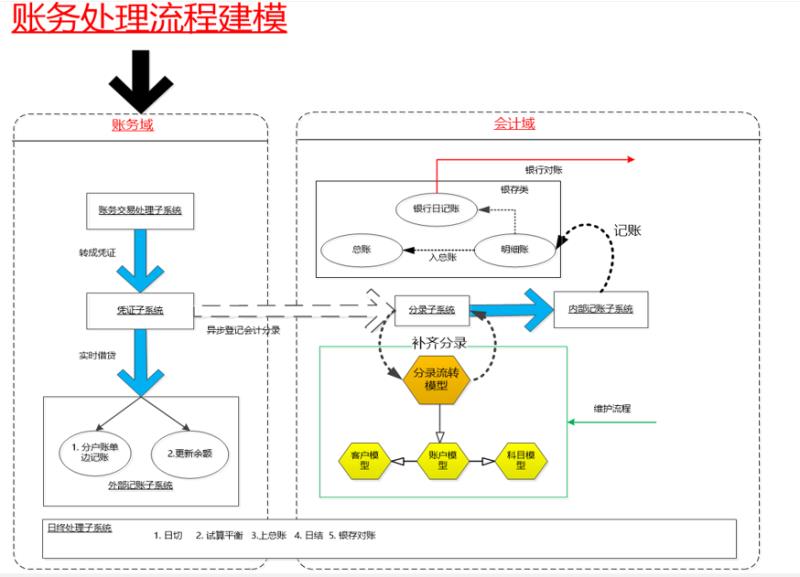 账务处理流程建模
账务域
会计域
银行对账
银存类
银行日记账
总账
入总账
明细账
记账
账务交易处理子系统
转成凭证
凭证子系统
异步登记会计分录
分录子系统
内部记账子系统
实时借贷
补齐分录
分录流转
模型
维护流程
1. 分户账单
边记账
2.更新余额
外部记账子系统
客户模
型
账户模
型
科目模
型
日终处理子系统
1. 日切 2. 试算平衡 3.上总账 4. 日结 5. 银存对账